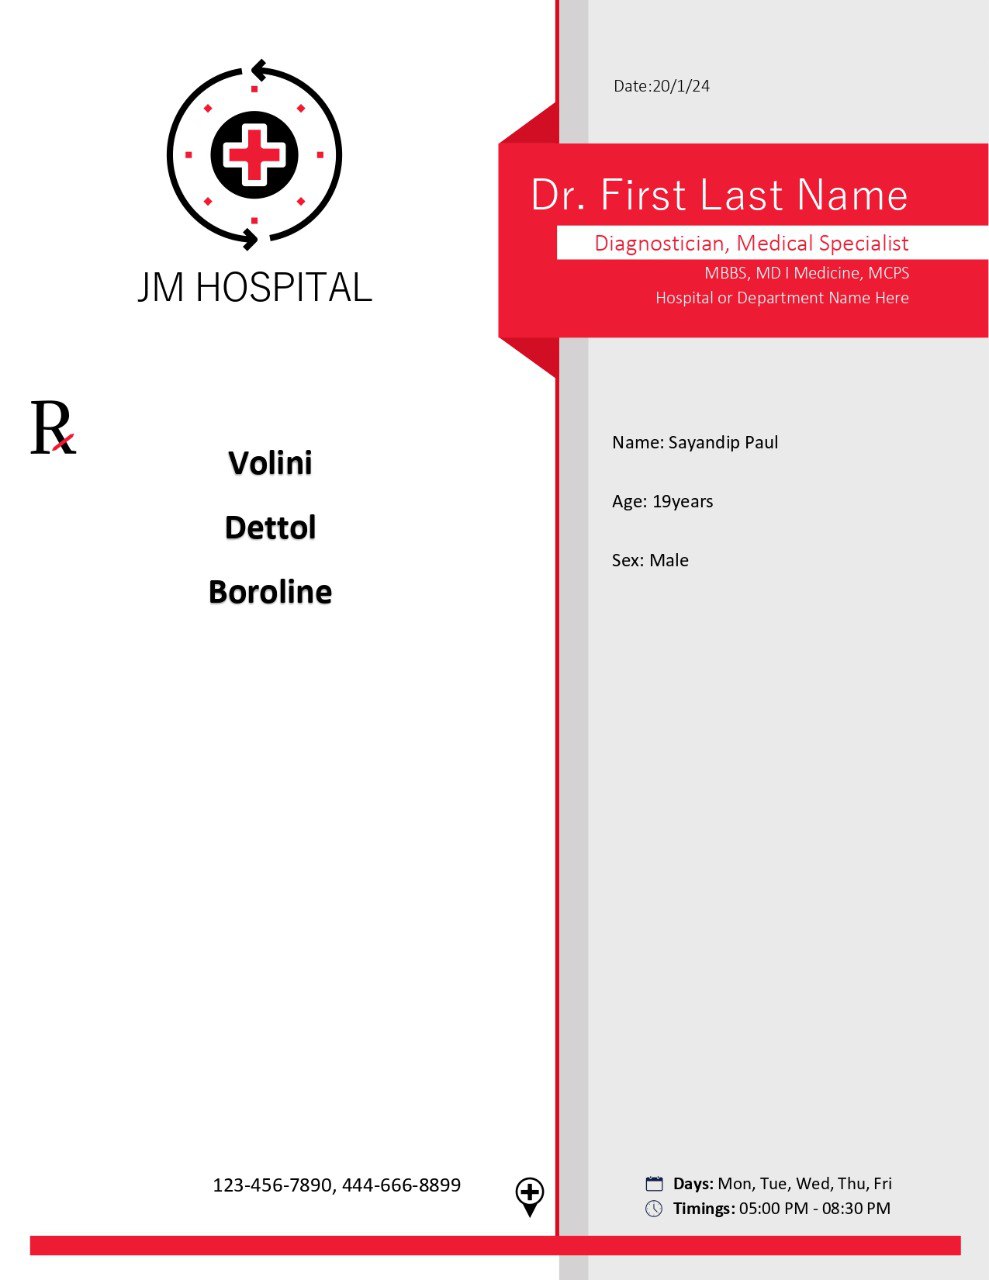 Date:20/1/24
JM HOSPITAL
Dr. First Last Name
Diagnostician, Medical Specialist
MBBS, MD I Medicine, MCPS
Hospital or Department Name Here
Rx
Volini
Dettol
Boroline
Name: Sayandip Paul
Age: 19years
Sex: Male
123-456-7890, 444-666-8899
Days: Mon, Tue, Wed, Thu, Fri
Timings: 05:00 PM - 08:30 PM